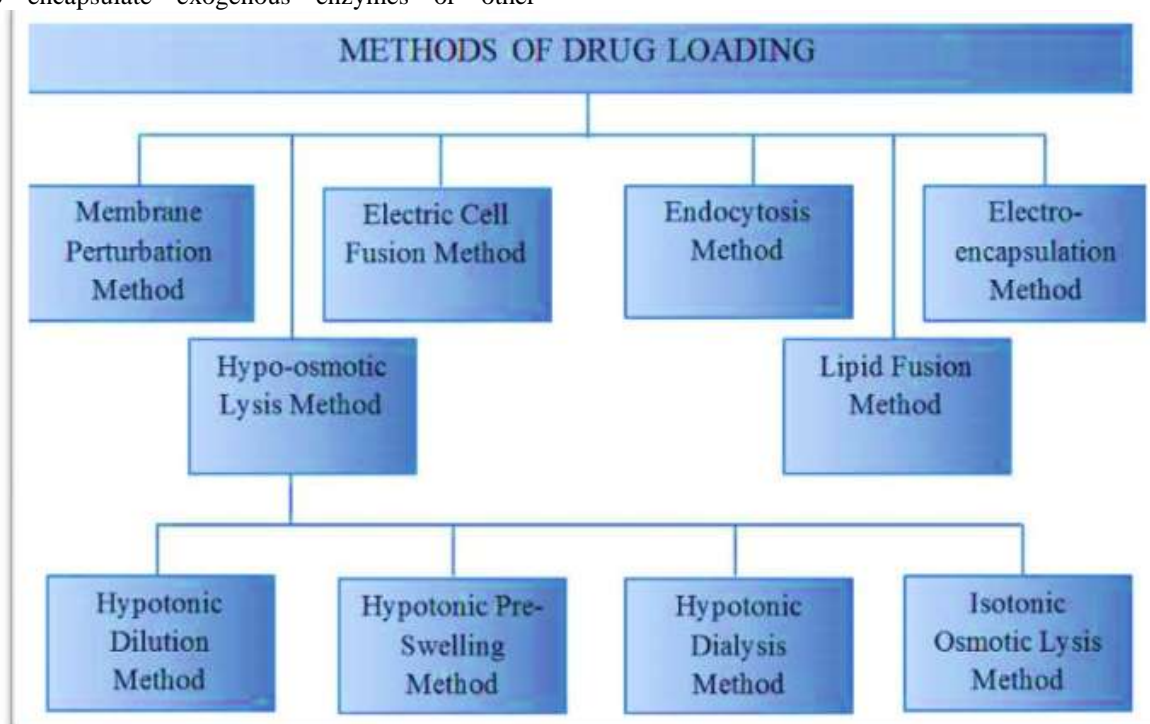 encapsulate exogenous enzymes or other
METHODS OF DRUG LOADING
Membrane
Perturbation
Method
Electric Cell
Fusion Method
Endocytosis
Method
Electro-
encapsulation
Method
Hypo-osmotic
Lysis Method
Lipid Fusion
Method
Hypotonic
Dilution
Method
Hypotonic Pre-
Swelling
Method
Hypotonic
Dialysis
Method
Isotonic
Osmotic Lysis
Method